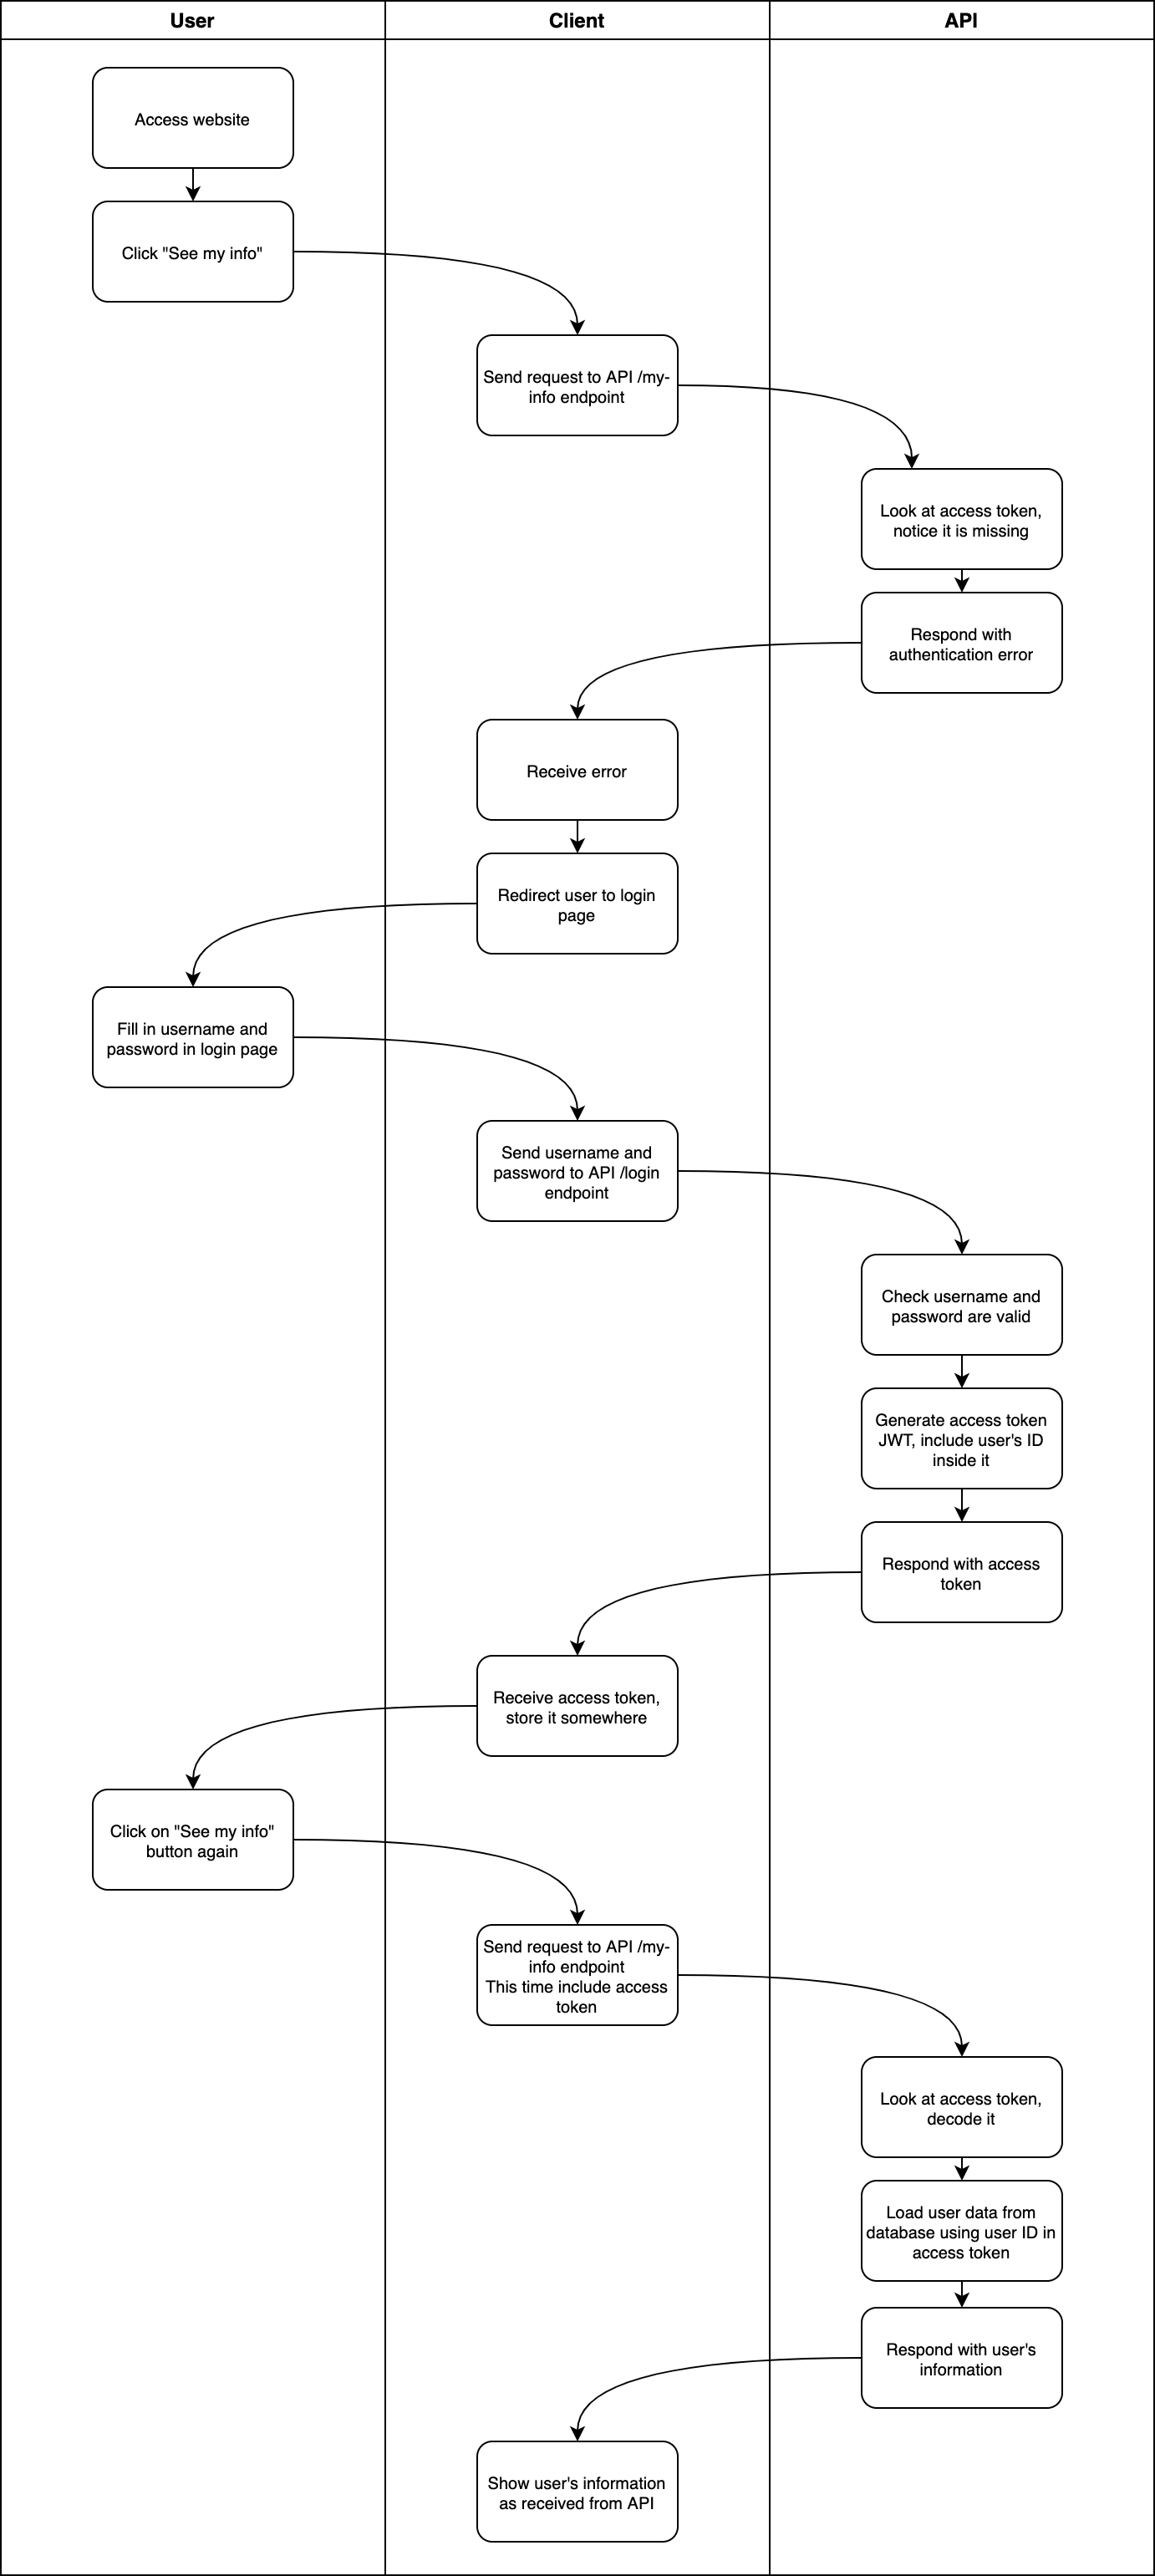 User
Client
API
Access website
Click "See my info"
Send request to API /my-
info endpoint
Look at access token,
notice it is missing
Respond with
authentication error
Receive error
Redirect user to login
page
Fill in username and
password in login page
Send username and
password to API /login
endpoint
Check username and
password are valid
Generate access token
JWT, include user's ID
inside it
Respond with access
token
Receive access token,
store it somewhere
Click on "See my info"
button again
Send request to API /my-
info endpoint
This time include access
token
Look at access token,
decode it
Load user data from
database using user ID in
access token
Respond with user's
information
Show user's information
as received from API